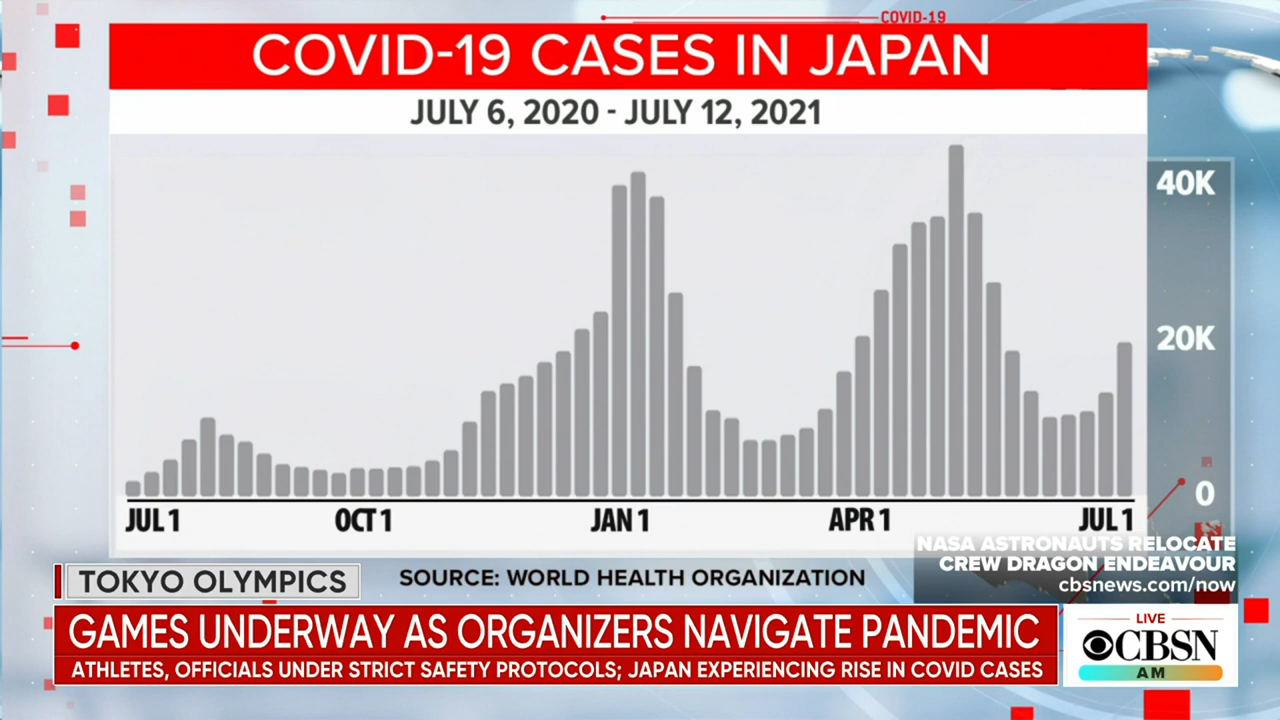 COVID-19
COVID-19 CASES IN JAPAN
JULY 6, 2020 - JULY 12, 2021
40K
20K
0
JUL 1 OCT 1 JAN 1 APR 1 JUL 1
NASA ASTRONAUTS RELOCATE
CREW DRAGON ENDEAVOUR
cbsnews.com/now
TOKYO OLYMPICS
SOURCE: WORLD HEALTH ORGANIZATION
GAMES UNDERWAY AS ORGANIZERS NAVIGATE PANDEMIC
ATHLETES, OFFICIALS UNDER STRICT SAFETY PROTOCOLS; JAPAN EXPERIENCING RISE IN COVID CASES
LIVE
CBSN
AM